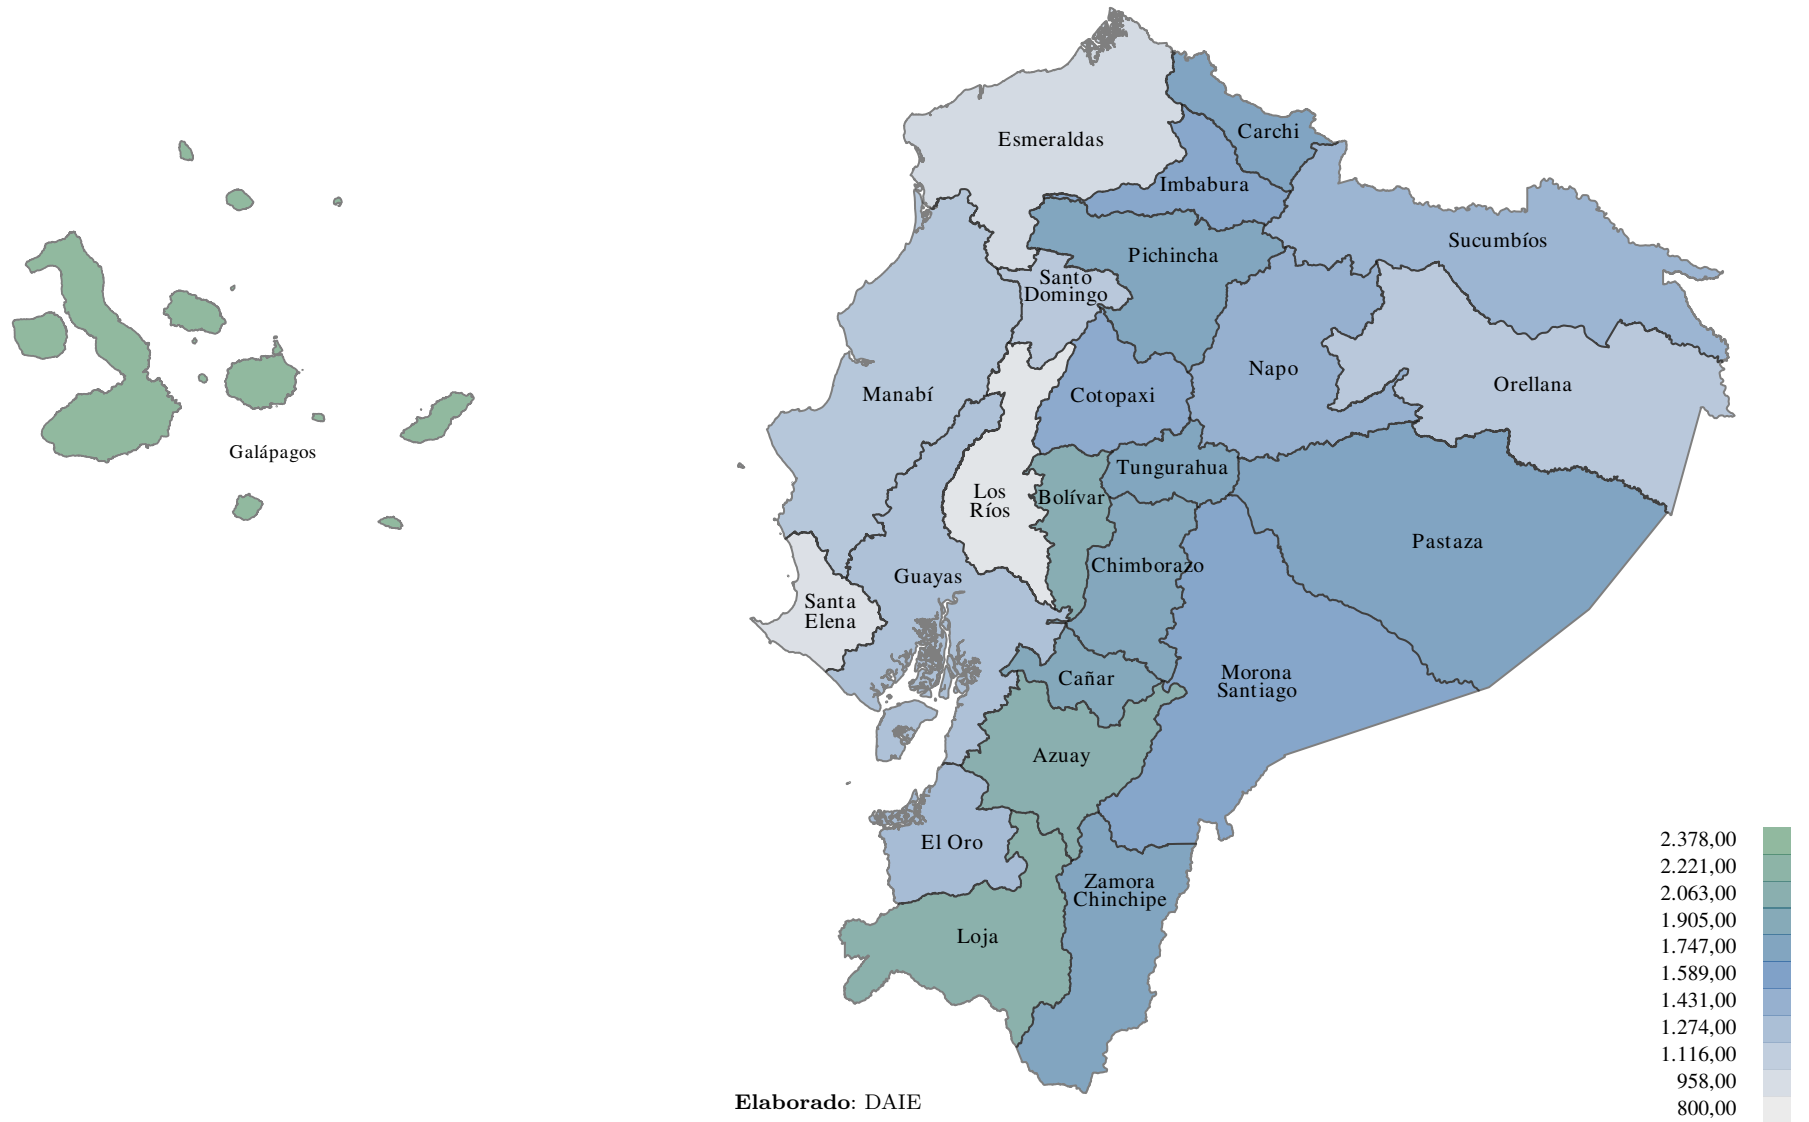 Esmeraldas
Carchi
Imbabura
Sucumbíos
Pichincha
Santo
Domingo
Napo
Orellana
Manabí
Cotopaxi
Galápagos
Tungurahua
Los
Ríos
Bolívar
Pastaza
Chimborazo
Guayas
Santa
Elena
Cañar
Morona
Santiago
Azuay
El Oro
Zamora
Chinchipe
Loja
2.378,00
2.221,00
2.063,00
1.905,00
1.747,00
1.589,00
1.431,00
1.274,00
1.116,00
958,00
800,00
Elaborado: DAIE